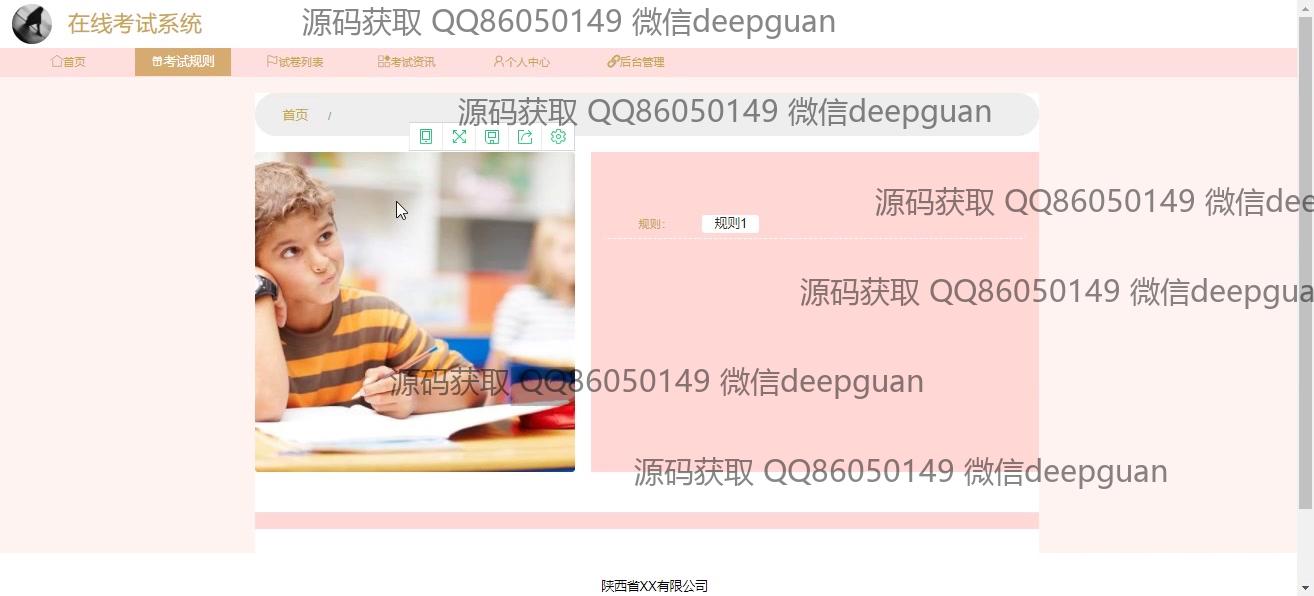 在线考试系统
源码获取 QQ86050149 微信deepguan
首页
考试规则
试卷列表
考试资讯
个人中心
后台管理
首页 /
源码获取 QQ86050149 微信deepguan
源码获取 QQ86050149 微信dee
规则： 规则1
源码获取 QQ86050149 微信deepgua
源码获取 QQ86050149 微信deepguan
源码获取 QQ86050149 微信deepguan
陕西省XX有限公司